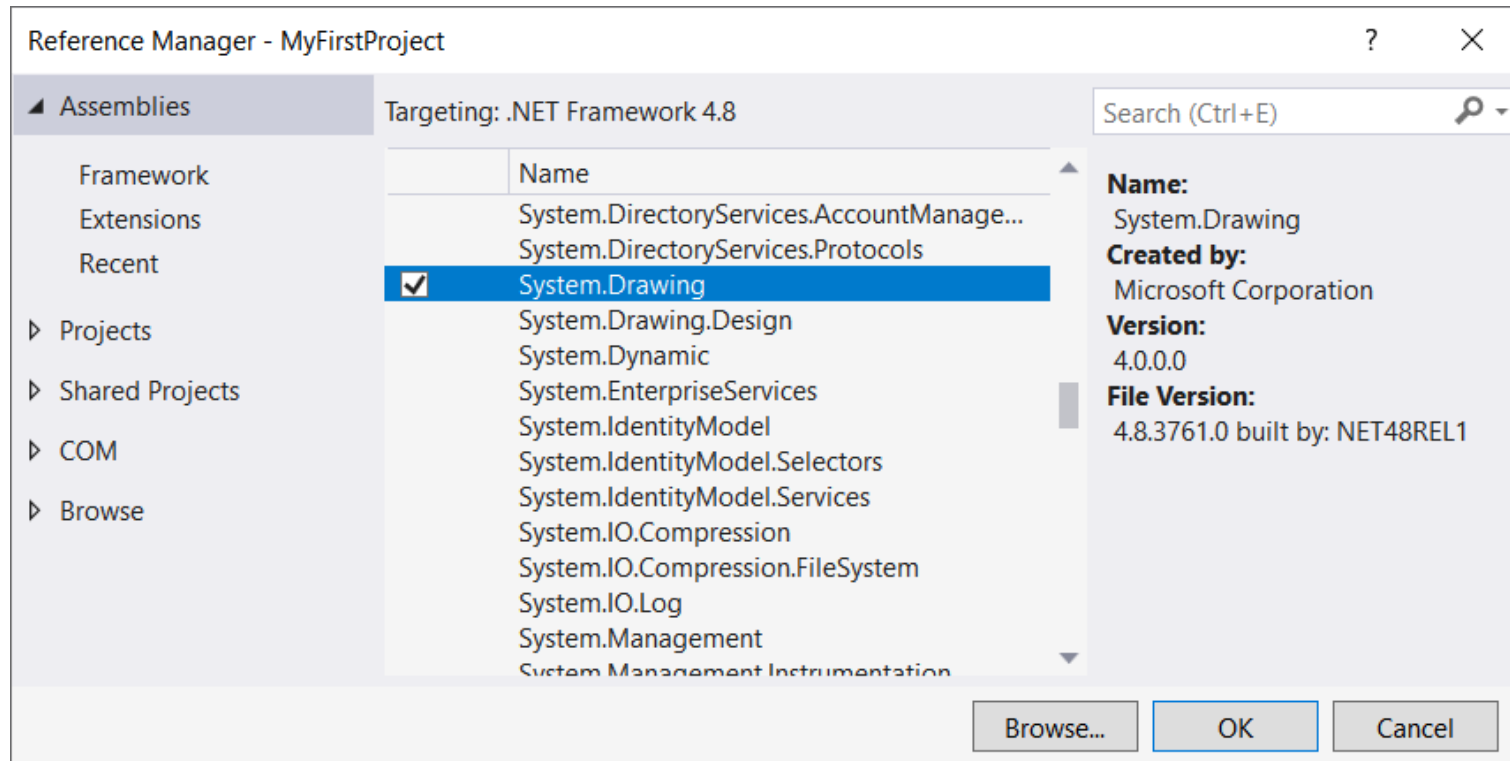 Reference Manager - MyFirstProject
?
Assemblies
Framework
Extensions
Recent
Projects
Shared Projects
COM
Browse
Targeting: .NET Framework 4.8
Name
System.DirectoryServices.AccountManage...
System.DirectoryServices.Protocols
System.Drawing
System.Drawing.Design
System.Dynamic
System.EnterpriseServices
System.IdentityModel
System.IdentityModel.Selectors
System.IdentityModel.Services
System.IO.Compression
System.IO.Compression.FileSystem
System.IO.Log
System.Management
System.Management.Instrumentation
Search (Ctrl+E)
Name:
System.Drawing
Created by:
Microsoft Corporation
Version:
4.0.0.0
File Version:
4.8.3761.0 built by: NET48REL1
Browse...
OK
Cancel